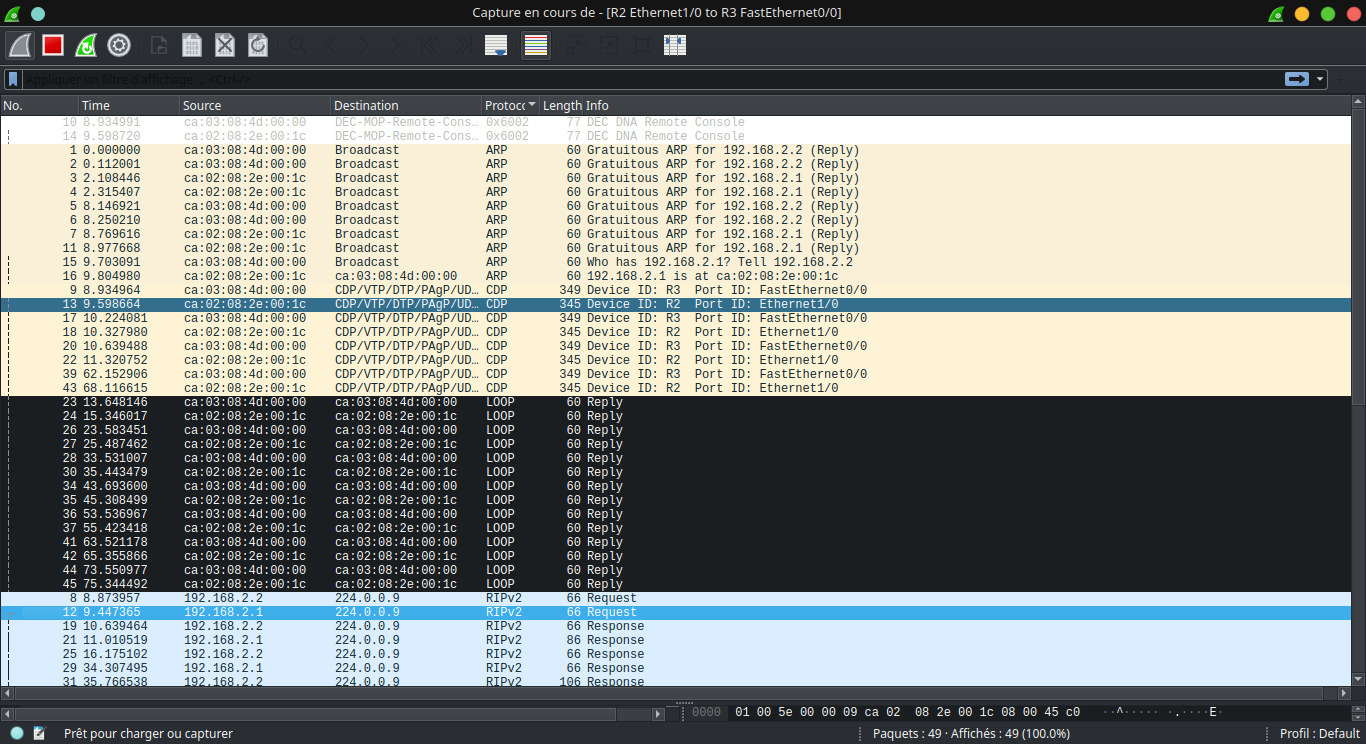 Capture en cours de - [R2 Ethernet1/0 to R3 FastEthernet0/0]
Appliquer un filtre d'affichage … <Ctrl-/>
No. Time Source Destination Protocc Length Info
10 8.934991 ca:03:08:4d:00:00 DEC-MOP-Remote-Cons… 0x6002 77 DEC DNA Remote Console
14 9.598720 ca:02:08:2e:00:1c DEC-MOP-Remote-Cons… 0x6002 77 DEC DNA Remote Console
1 0.000000 ca:03:08:4d:00:00 Broadcast ARP 60 Gratuitous ARP for 192.168.2.2 (Reply)
2 0.112001 ca:03:08:4d:00:00 Broadcast ARP 60 Gratuitous ARP for 192.168.2.2 (Reply)
3 2.108446 ca:02:08:2e:00:1c Broadcast ARP 60 Gratuitous ARP for 192.168.2.1 (Reply)
4 2.315407 ca:02:08:2e:00:1c Broadcast ARP 60 Gratuitous ARP for 192.168.2.1 (Reply)
5 8.146921 ca:03:08:4d:00:00 Broadcast ARP 60 Gratuitous ARP for 192.168.2.2 (Reply)
6 8.250210 ca:03:08:4d:00:00 Broadcast ARP 60 Gratuitous ARP for 192.168.2.2 (Reply)
7 8.769616 ca:02:08:2e:00:1c Broadcast ARP 60 Gratuitous ARP for 192.168.2.1 (Reply)
11 8.977668 ca:02:08:2e:00:1c Broadcast ARP 60 Gratuitous ARP for 192.168.2.1 (Reply)
15 9.703091 ca:03:08:4d:00:00 Broadcast ARP 60 Who has 192.168.2.1? Tell 192.168.2.2
16 9.804980 ca:02:08:2e:00:1c ca:03:08:4d:00:00 ARP 60 192.168.2.1 is at ca:02:08:2e:00:1c
9 8.934964 ca:03:08:4d:00:00 CDP/VTP/DTP/PAgP/UD… CDP 349 Device ID: R3 Port ID: FastEthernet0/0
13 9.598664 ca:02:08:2e:00:1c CDP/VTP/DTP/PAgP/UD… CDP 345 Device ID: R2 Port ID: Ethernet1/0
17 10.224081 ca:03:08:4d:00:00 CDP/VTP/DTP/PAgP/UD… CDP 349 Device ID: R3 Port ID: FastEthernet0/0
18 10.327980 ca:02:08:2e:00:1c CDP/VTP/DTP/PAgP/UD… CDP 345 Device ID: R2 Port ID: Ethernet1/0
20 10.639488 ca:03:08:4d:00:00 CDP/VTP/DTP/PAgP/UD… CDP 349 Device ID: R3 Port ID: FastEthernet0/0
22 11.320752 ca:02:08:2e:00:1c CDP/VTP/DTP/PAgP/UD… CDP 345 Device ID: R2 Port ID: Ethernet1/0
39 62.152906 ca:03:08:4d:00:00 CDP/VTP/DTP/PAgP/UD… CDP 349 Device ID: R3 Port ID: FastEthernet0/0
43 68.116615 ca:02:08:2e:00:1c CDP/VTP/DTP/PAgP/UD… CDP 345 Device ID: R2 Port ID: Ethernet1/0
23 13.648146 ca:03:08:4d:00:00 ca:03:08:4d:00:00 LOOP 60 Reply
24 15.346017 ca:02:08:2e:00:1c ca:02:08:2e:00:1c LOOP 60 Reply
26 23.583451 ca:03:08:4d:00:00 ca:03:08:4d:00:00 LOOP 60 Reply
27 25.487462 ca:02:08:2e:00:1c ca:02:08:2e:00:1c LOOP 60 Reply
28 33.531007 ca:03:08:4d:00:00 ca:03:08:4d:00:00 LOOP 60 Reply
30 35.443479 ca:02:08:2e:00:1c ca:02:08:2e:00:1c LOOP 60 Reply
34 43.693600 ca:03:08:4d:00:00 ca:03:08:4d:00:00 LOOP 60 Reply
35 45.308499 ca:02:08:2e:00:1c ca:02:08:2e:00:1c LOOP 60 Reply
36 53.536967 ca:03:08:4d:00:00 ca:03:08:4d:00:00 LOOP 60 Reply
37 55.423418 ca:02:08:2e:00:1c ca:02:08:2e:00:1c LOOP 60 Reply
41 63.521178 ca:03:08:4d:00:00 ca:03:08:4d:00:00 LOOP 60 Reply
42 65.355866 ca:02:08:2e:00:1c ca:02:08:2e:00:1c LOOP 60 Reply
44 73.550977 ca:03:08:4d:00:00 ca:03:08:4d:00:00 LOOP 60 Reply
45 75.344492 ca:02:08:2e:00:1c ca:02:08:2e:00:1c LOOP 60 Reply
8 8.873957 192.168.2.2 224.0.0.9 RIPv2 66 Request
12 9.447365 192.168.2.1 224.0.0.9 RIPv2 66 Request
19 10.639464 192.168.2.2 224.0.0.9 RIPv2 66 Response
21 11.010519 192.168.2.1 224.0.0.9 RIPv2 86 Response
25 16.175102 192.168.2.2 224.0.0.9 RIPv2 66 Response
29 34.307495 192.168.2.1 224.0.0.9 RIPv2 66 Response
31 35.766538 192.168.2.2 224.0.0.9 RIPv2 106 Response
0000 01 00 5e 00 00 09 ca 02 08 2e 00 1c 08 00 45 c0 ··^····· ·.····E·
Prêt pour charger ou capturer
Paquets : 49 · Affichés : 49 (100.0%)
Profil : Default